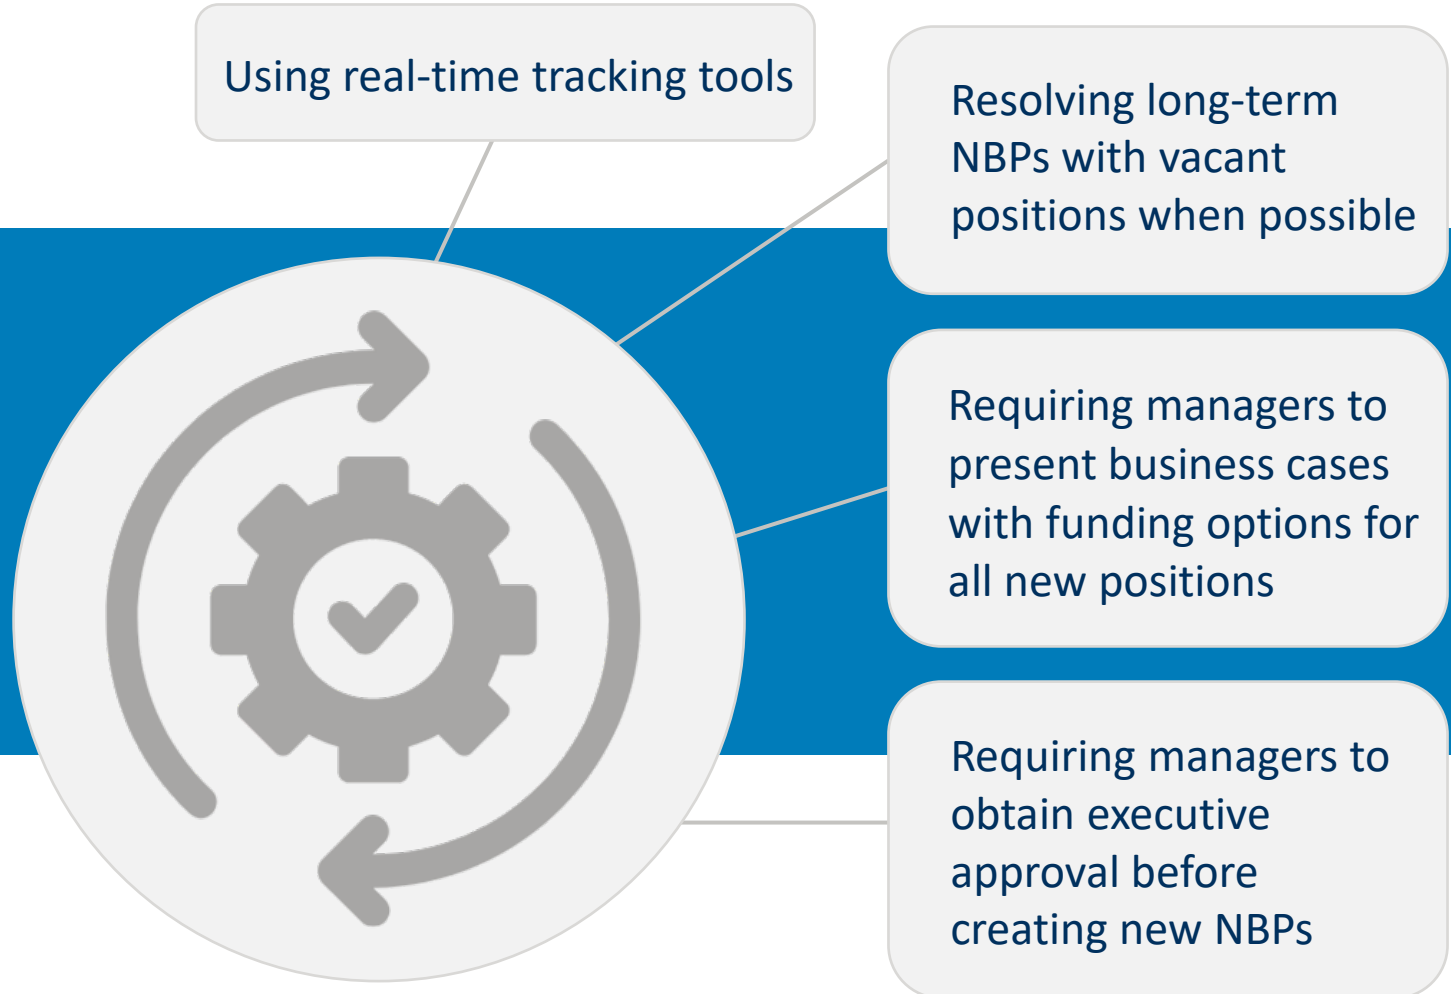 Using real-time tracking tools
Resolving long-term
NBPs with vacant
positions when possible
Requiring managers to
present business cases
with funding options for
all new positions
Requiring managers to
obtain executive
approval before
creating new NBPs